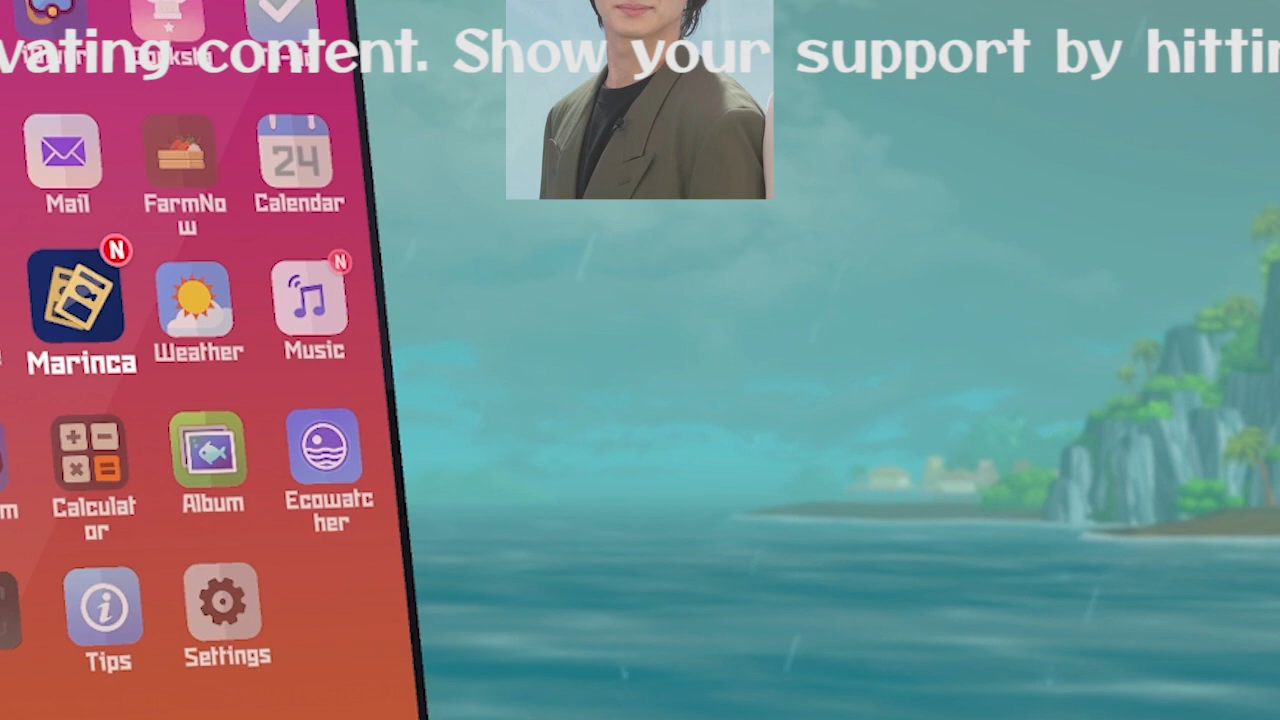 vating content. Show your support by hittin
Mail
FarmNo
w
24
Calendar
N
N
Marinca
Weather
Music
Calculat
or
Album
Ecowatc
her
m
i
Tips
Settings